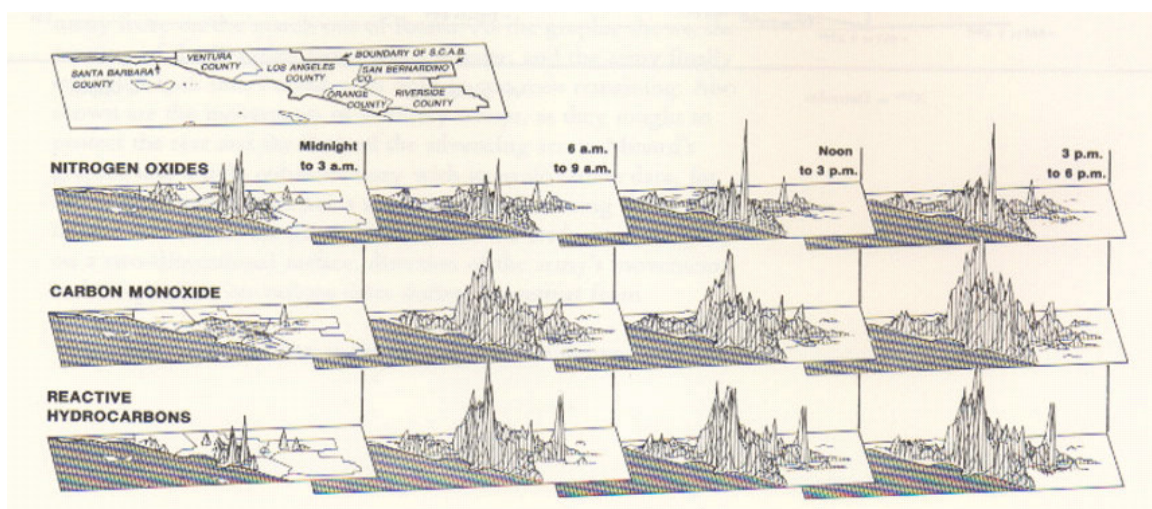 BOUNDARY OF S.C.A.B.
VENTURA
COUNTY
LOS ANGELES
COUNTY
SAN BERNARDINO
CO.
SANTA BARBARA
COUNTY
ORANGE
COUNTY
RIVERSIDE
COUNTY
Midnight
to 3 a.m.
6 a.m.
to 9 a.m.
Noon
to 3 p.m.
3 p.m.
to 6 p.m.
NITROGEN OXIDES
CARBON MONOXIDE
REACTIVE
HYDROCARBONS